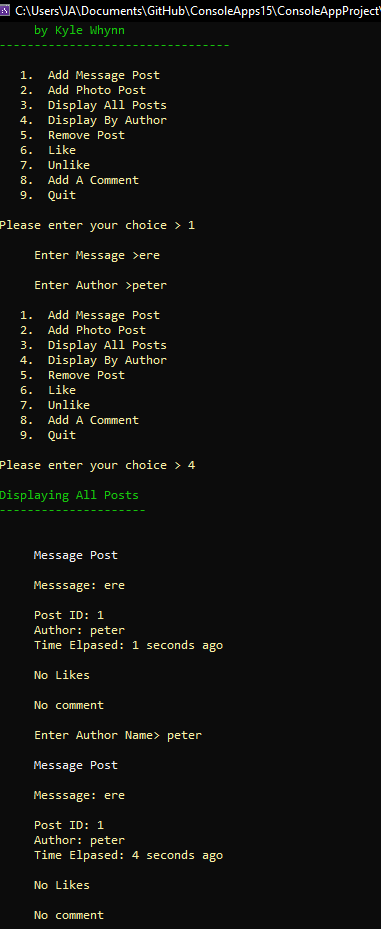 C:\Users\JA\Documents\GitHub\ConsoleApps15\ConsoleAppProject\
by Kyle Whynn
---------------------------------
1. Add Message Post
2. Add Photo Post
3. Display All Posts
4. Display By Author
5. Remove Post
6. Like
7. Unlike
8. Add A Comment
9. Quit
Please enter your choice > 1
Enter Message >ere
Enter Author >peter
1. Add Message Post
2. Add Photo Post
3. Display All Posts
4. Display By Author
5. Remove Post
6. Like
7. Unlike
8. Add A Comment
9. Quit
Please enter your choice > 4
Displaying All Posts
---------------------
Message Post
Messsage: ere
Post ID: 1
Author: peter
Time Elpased: 1 seconds ago
No Likes
No comment
Enter Author Name> peter
Message Post
Messsage: ere
Post ID: 1
Author: peter
Time Elpased: 4 seconds ago
No Likes
No comment